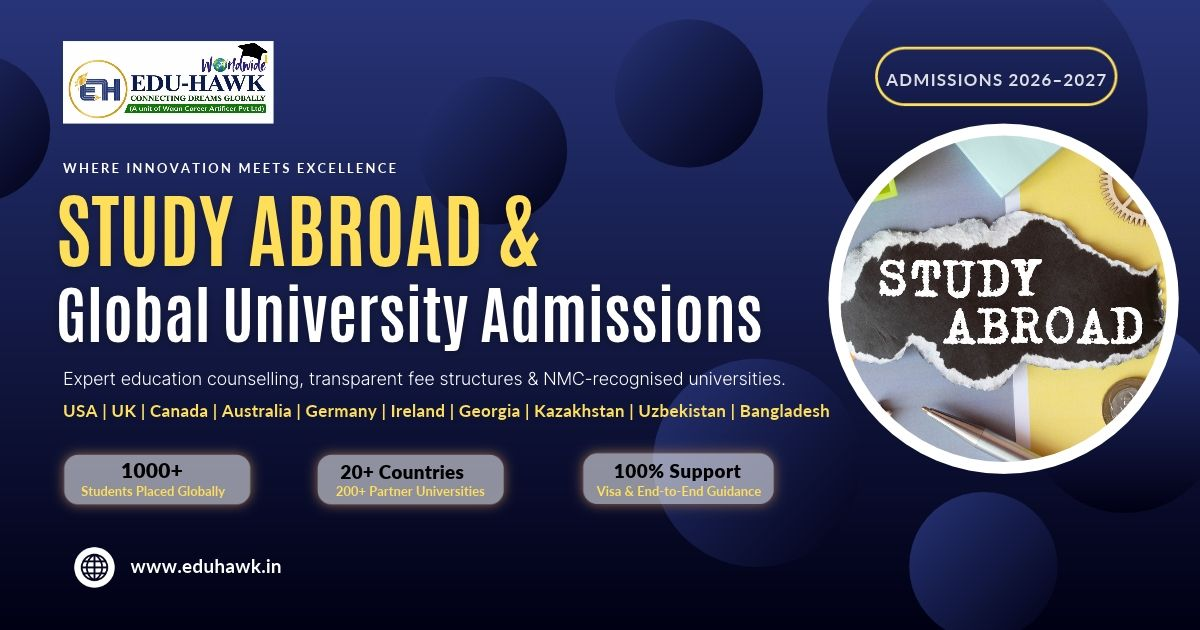 Worldwide
EH EDU-HAWK
CONNECTING DREAMS GLOBALLY
(A unit of Woun Career Artificer Pvt Ltd)
ADMISSIONS 2026–2027
WHERE INNOVATION MEETS EXCELLENCE
STUDY ABROAD &
Global University Admissions
STUDY
ABROAD
Expert education counselling, transparent fee structures & NMC-recognised universities.
USA | UK | Canada | Australia | Germany | Ireland | Georgia | Kazakhstan | Uzbekistan | Bangladesh
1000+
Students Placed Globally
20+ Countries
200+ Partner Universities
100% Support
Visa & End-to-End Guidance
www.eduhawk.in